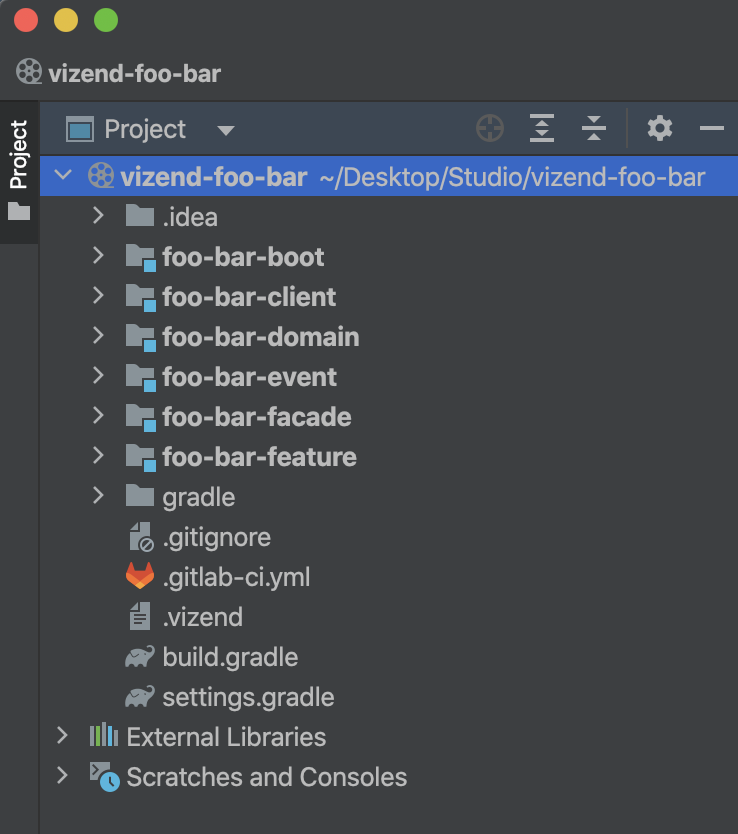 vizend-foo-bar
Project
Project
vizend-foo-bar ~/Desktop/Studio/vizend-foo-bar
.idea
foo-bar-boot
foo-bar-client
foo-bar-domain
foo-bar-event
foo-bar-facade
foo-bar-feature
gradle
.gitignore
.gitlab-ci.yml
.vizend
build.gradle
settings.gradle
External Libraries
Scratches and Consoles